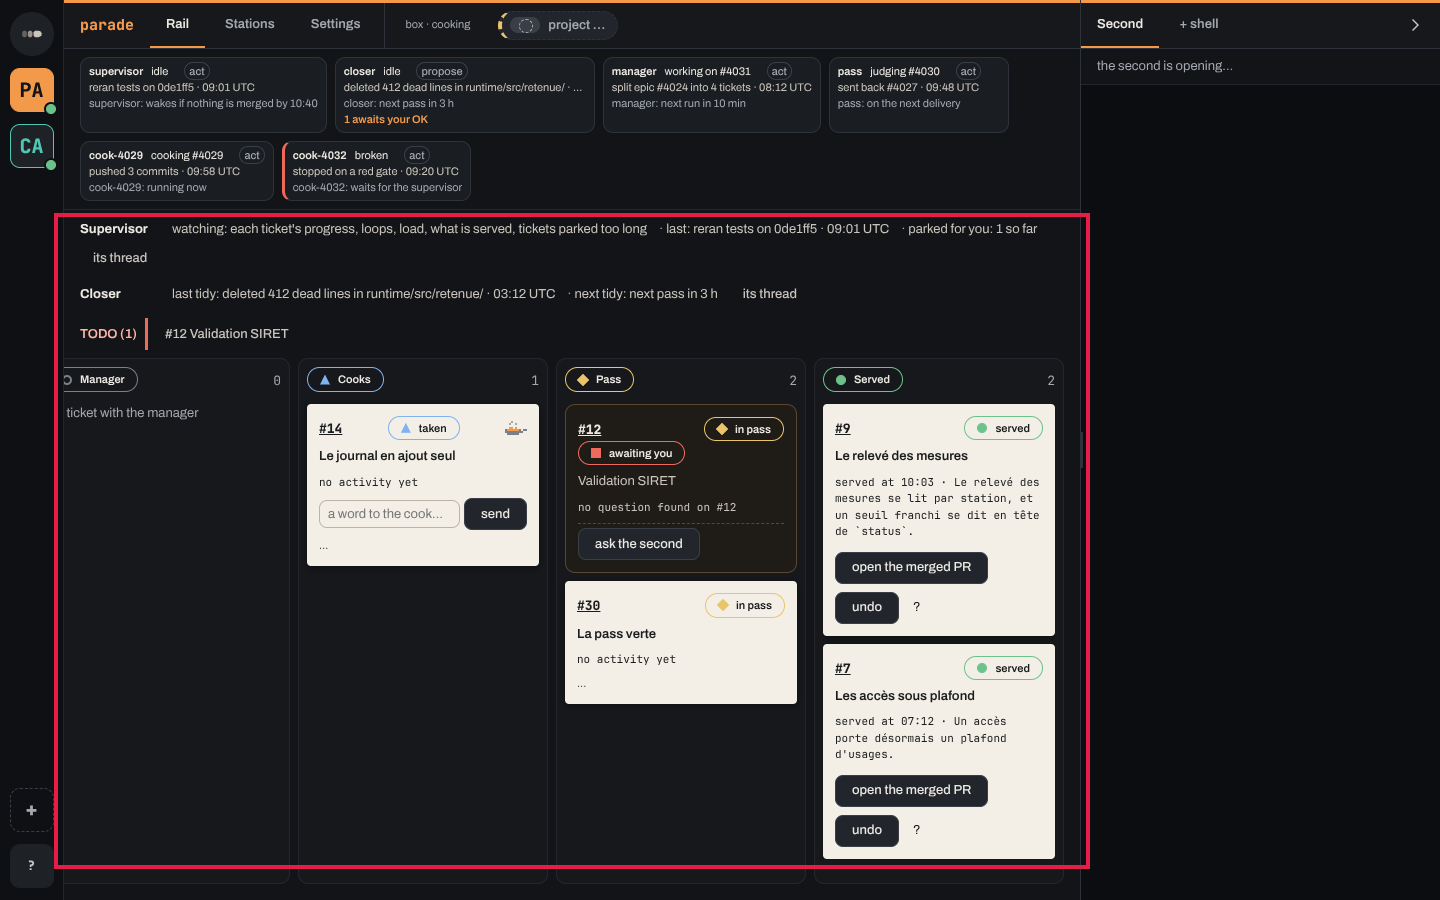 parade
Rail
Stations
Settings
box · cooking
project ...
Second
+ shell
PA
CA
+
?
the second is opening...
supervisor idle act
reran tests on 0de1ff5 · 09:01 UTC
supervisor: wakes if nothing is merged by 10:40
closer idle propose
deleted 412 dead lines in runtime/src/retenue/ · ...
closer: next pass in 3 h
1 awaits your OK
manager working on #4031 act
split epic #4024 into 4 tickets · 08:12 UTC
manager: next run in 10 min
pass judging #4030 act
sent back #4027 · 09:48 UTC
pass: on the next delivery
cook-4029 cooking #4029 act
pushed 3 commits · 09:58 UTC
cook-4029: running now
cook-4032 broken act
stopped on a red gate · 09:20 UTC
cook-4032: waits for the supervisor
Supervisor watching: each ticket's progress, loops, load, what is served, tickets parked too long · last: reran tests on 0de1ff5 · 09:01 UTC · parked for you: 1 so far
its thread
Closer last tidy: deleted 412 dead lines in runtime/src/retenue/ · 03:12 UTC · next tidy: next pass in 3 h its thread
TODO (1) #12 Validation SIRET
Manager 0
ticket with the manager
Cooks 1
#14 taken
Le journal en ajout seul
no activity yet
a word to the cook... send
...
Pass 2
#12 in pass
awaiting you
Validation SIRET
no question found on #12
ask the second
#30 in pass
La pass verte
no activity yet
...
Served 2
#9 served
Le relevé des mesures
served at 10:03 · Le relevé des
mesures se lit par station, et
un seuil franchi se dit en tête
de `status`.
open the merged PR
undo ?
#7 served
Les accès sous plafond
served at 07:12 · Un accès
porte désormais un plafond
d'usages.
open the merged PR
undo ?